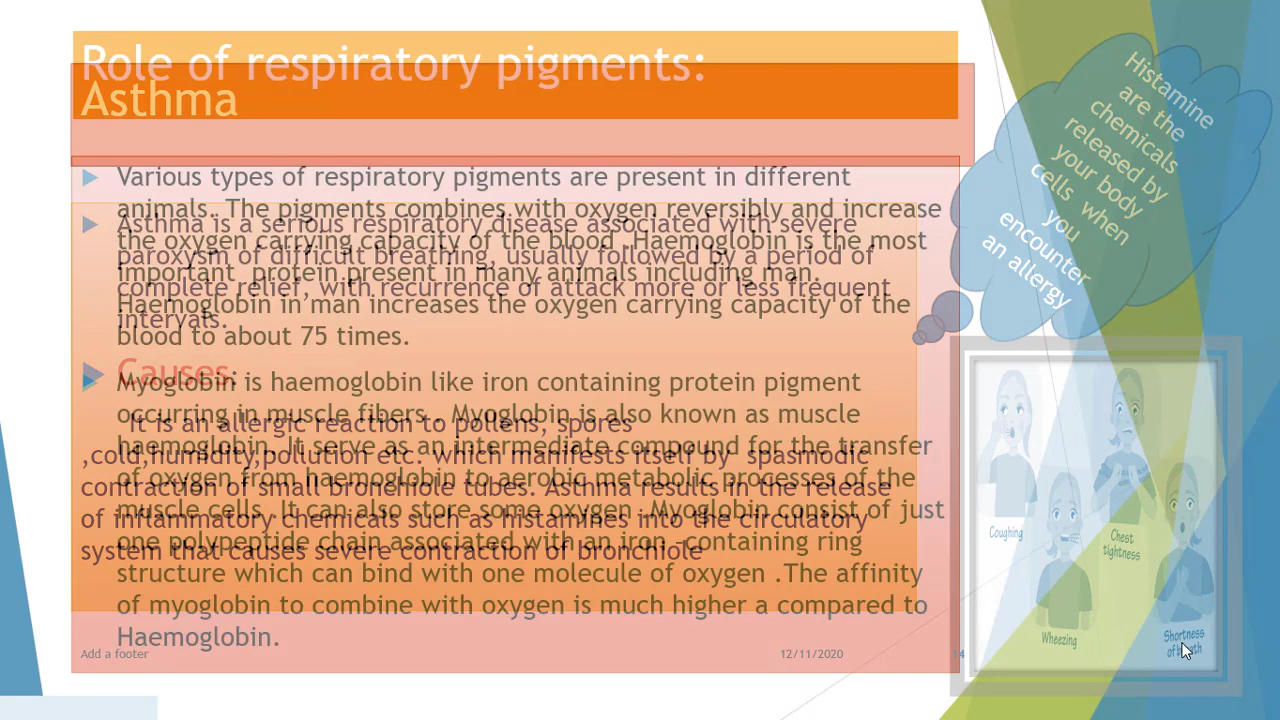 Role of respiratory pigments:
Various types of respiratory pigments are present in different
animals. The pigments combines with oxygen reversibly and increase
the oxygen carrying capacity of the blood .Haemoglobin is the most
important protein present in many animals including man.
Haemoglobin in man increases the oxygen carrying capacity of the
blood to about 75 times.
Myoglobin is haemoglobin like iron containing protein pigment
occurring in muscle fibers. . Myoglobin is also known as muscle
haemoglobin. It serve as an intermediate compound for the transfer
of oxygen from haemoglobin to aerobic metabolic processes of the
muscle cells .It can also store some oxygen .Myoglobin consist of just
one polypeptide chain associated with an iron -containing ring
structure which can bind with one molecule of oxygen .The affinity
of myoglobin to combine with oxygen is much higher a compared to
Haemoglobin.
Asthma
Asthma is a serious respiratory disease associated with severe
paroxysm of difficult breathing, usually followed by a period of
complete relief, with recurrence of attack more or less frequent
intervals.
Causes:
It is an allergic reaction to pollens, spores
,cold,humidity,pollution etc. which manifests itself by spasmodic
contraction of small bronchiole tubes. Asthma results in the release
of inflammatory chemicals such as histamines into the circulatory
system that causes severe contraction of bronchiole
Histamine
are the
chemicals
released by
your body
cells when
you
encounter
an allergy
Coughing
Chest
tightness
Wheezing
Shortness
of breath
Add a footer
12/11/2020
14